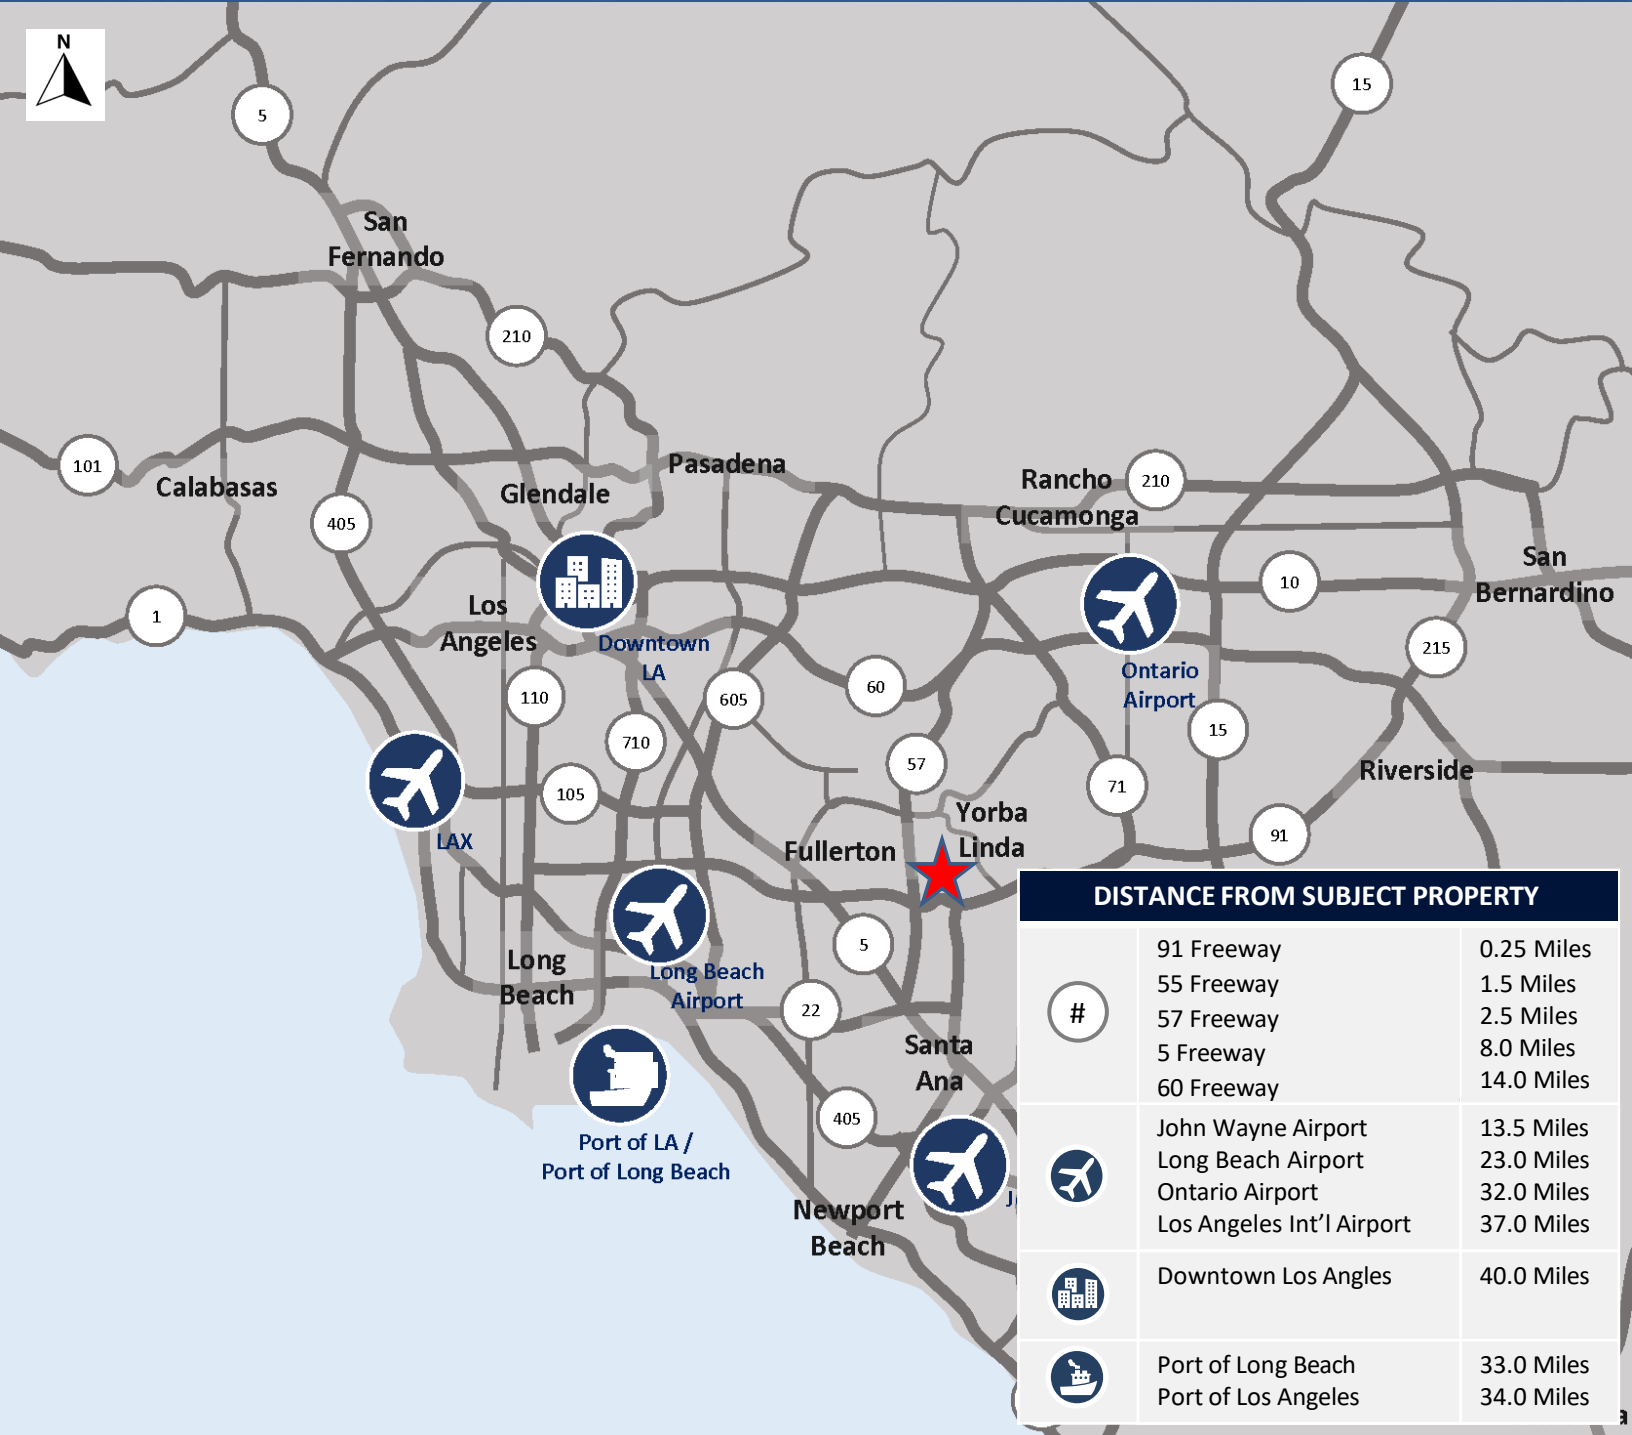 N
15
5
San
Fernando
210
101
Calabasas
Pasadena
Glendale
405
Rancho
Cucamonga
210
San
Bernardino
10
1
Los
Angeles
Downtown
LA
Ontario
Airport
215
110
605
60
710
57
15
105
71
Riverside
LAX
Yorba
Linda
Fullerton
91
5
Long
Beach
Long Beach
Airport
22
Santa
Ana
405
Port of LA /
Port of Long Beach
Newport
Beach
J
a
DISTANCE FROM SUBJECT PROPERTY
#
91 Freeway 0.25 Miles
55 Freeway 1.5 Miles
57 Freeway 2.5 Miles
5 Freeway 8.0 Miles
60 Freeway 14.0 Miles
John Wayne Airport 13.5 Miles
Long Beach Airport 23.0 Miles
Ontario Airport 32.0 Miles
Los Angeles Int’l Airport 37.0 Miles
Downtown Los Angles 40.0 Miles
Port of Long Beach 33.0 Miles
Port of Los Angeles 34.0 Miles